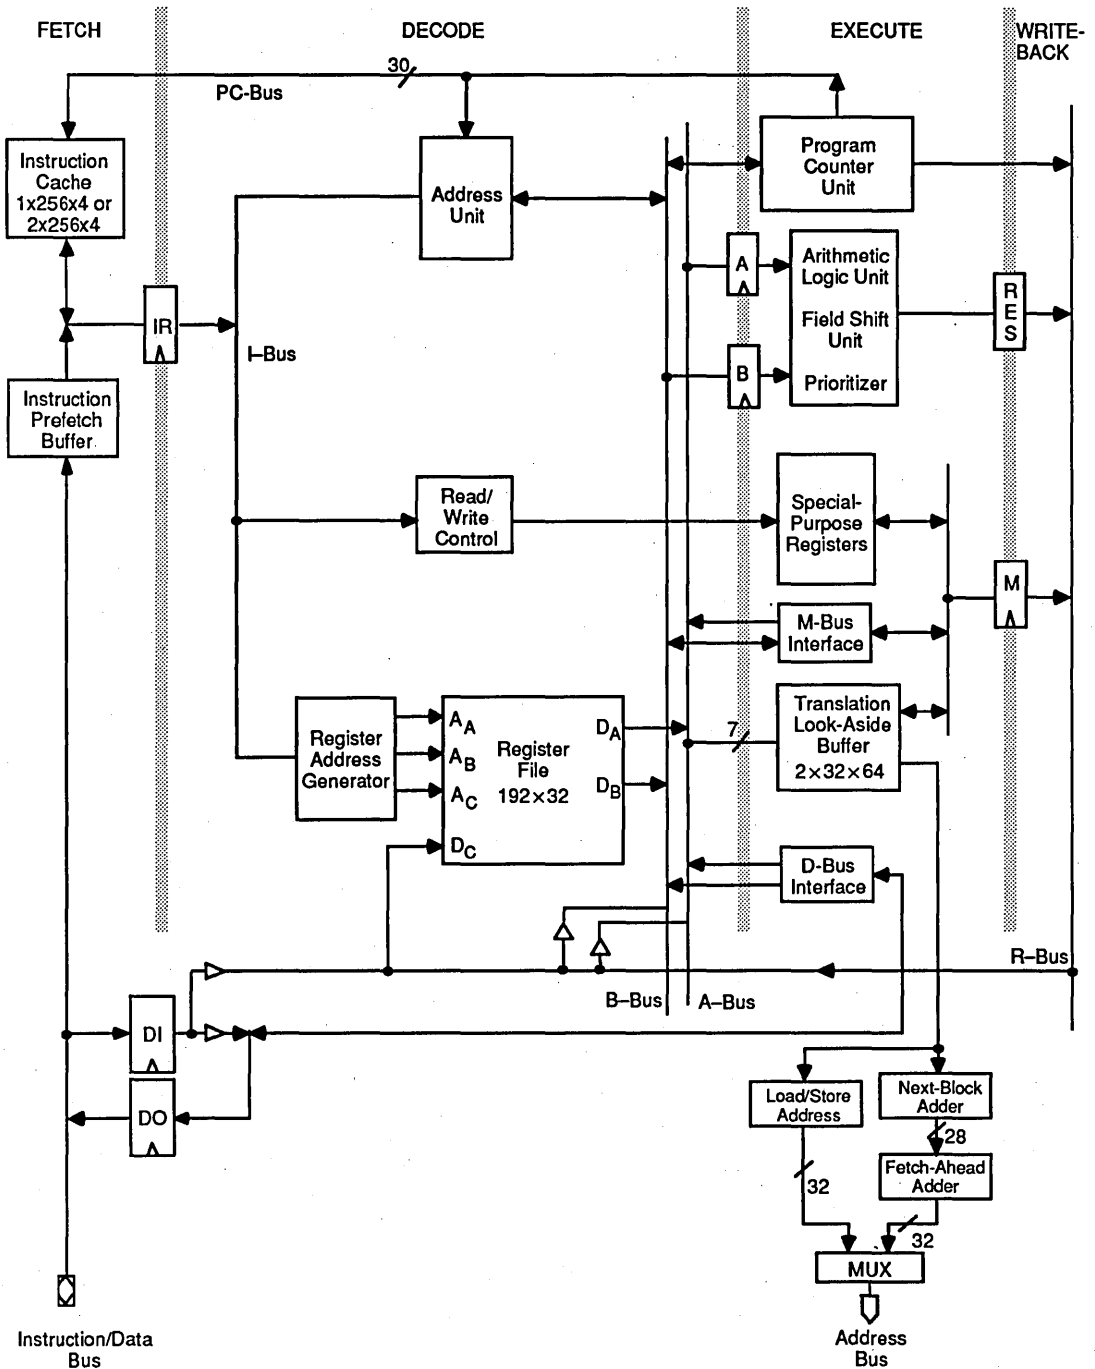 FETCH
DECODE
EXECUTE
WRITE-
BACK
30
PC-Bus
Instruction
Cache
1x256x4 or
2x256x4
Address
Unit
Program
Counter
Unit
A
Arithmetic
Logic Unit
Field Shift
Unit
Prioritizer
B
R
E
S
IR
I–Bus
Instruction
Prefetch
Buffer
Read/
Write
Control
Special-
Purpose
Registers
M
M-Bus
Interface
Register
Address
Generator
AA
AB
AC
DC
Register
File
192×32
DA
DB
7
Translation
Look-Aside
Buffer
2×32×64
D-Bus
Interface
R–Bus
B–Bus
A–Bus
DI
DO
Load/Store
Address
Next-Block
Adder
28
Fetch-Ahead
Adder
32
32
MUX
Instruction/Data
Bus
Address
Bus